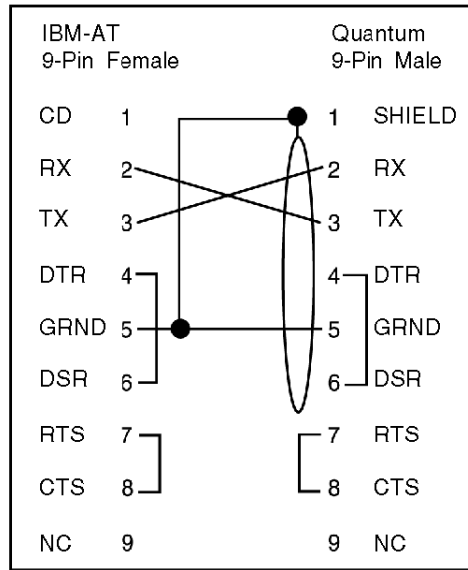 IBM-AT Quantum
9-Pin Female 9-Pin Male
CD 1 1 SHIELD
RX 2 2 RX
TX 3 3 TX
DTR 4 4 DTR
GRND 5 5 GRND
DSR 6 6 DSR
RTS 7 7 RTS
CTS 8 8 CTS
NC 9 9 NC